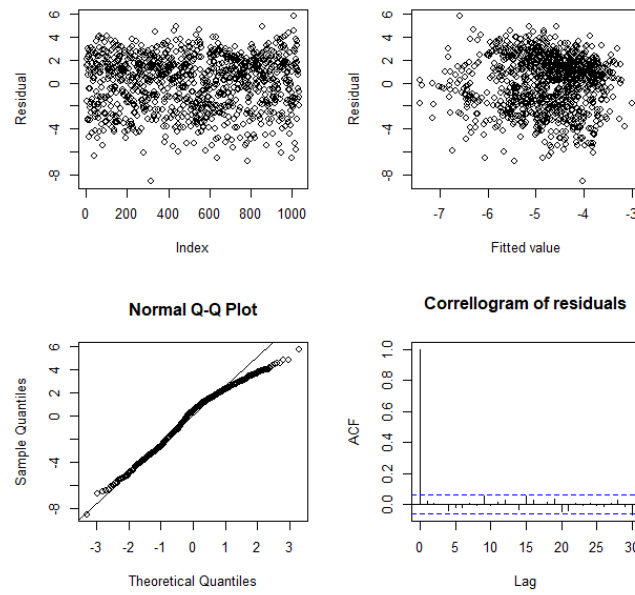 Residual
6
4
2
0
-4
-8
0 200 400 600 800 1000
Index
Residual
6
4
2
0
-4
-8
-7 -6 -5 -4 -3
Fitted value
Normal Q-Q Plot
Sample Quantiles
6
4
2
0
-4
-8
-3 -2 -1 0 1 2 3
Theoretical Quantiles
Correllogram of residuals
ACF
1.0
0.8
0.6
0.4
0.2
0.0
0 5 10 15 20 25 30
Lag